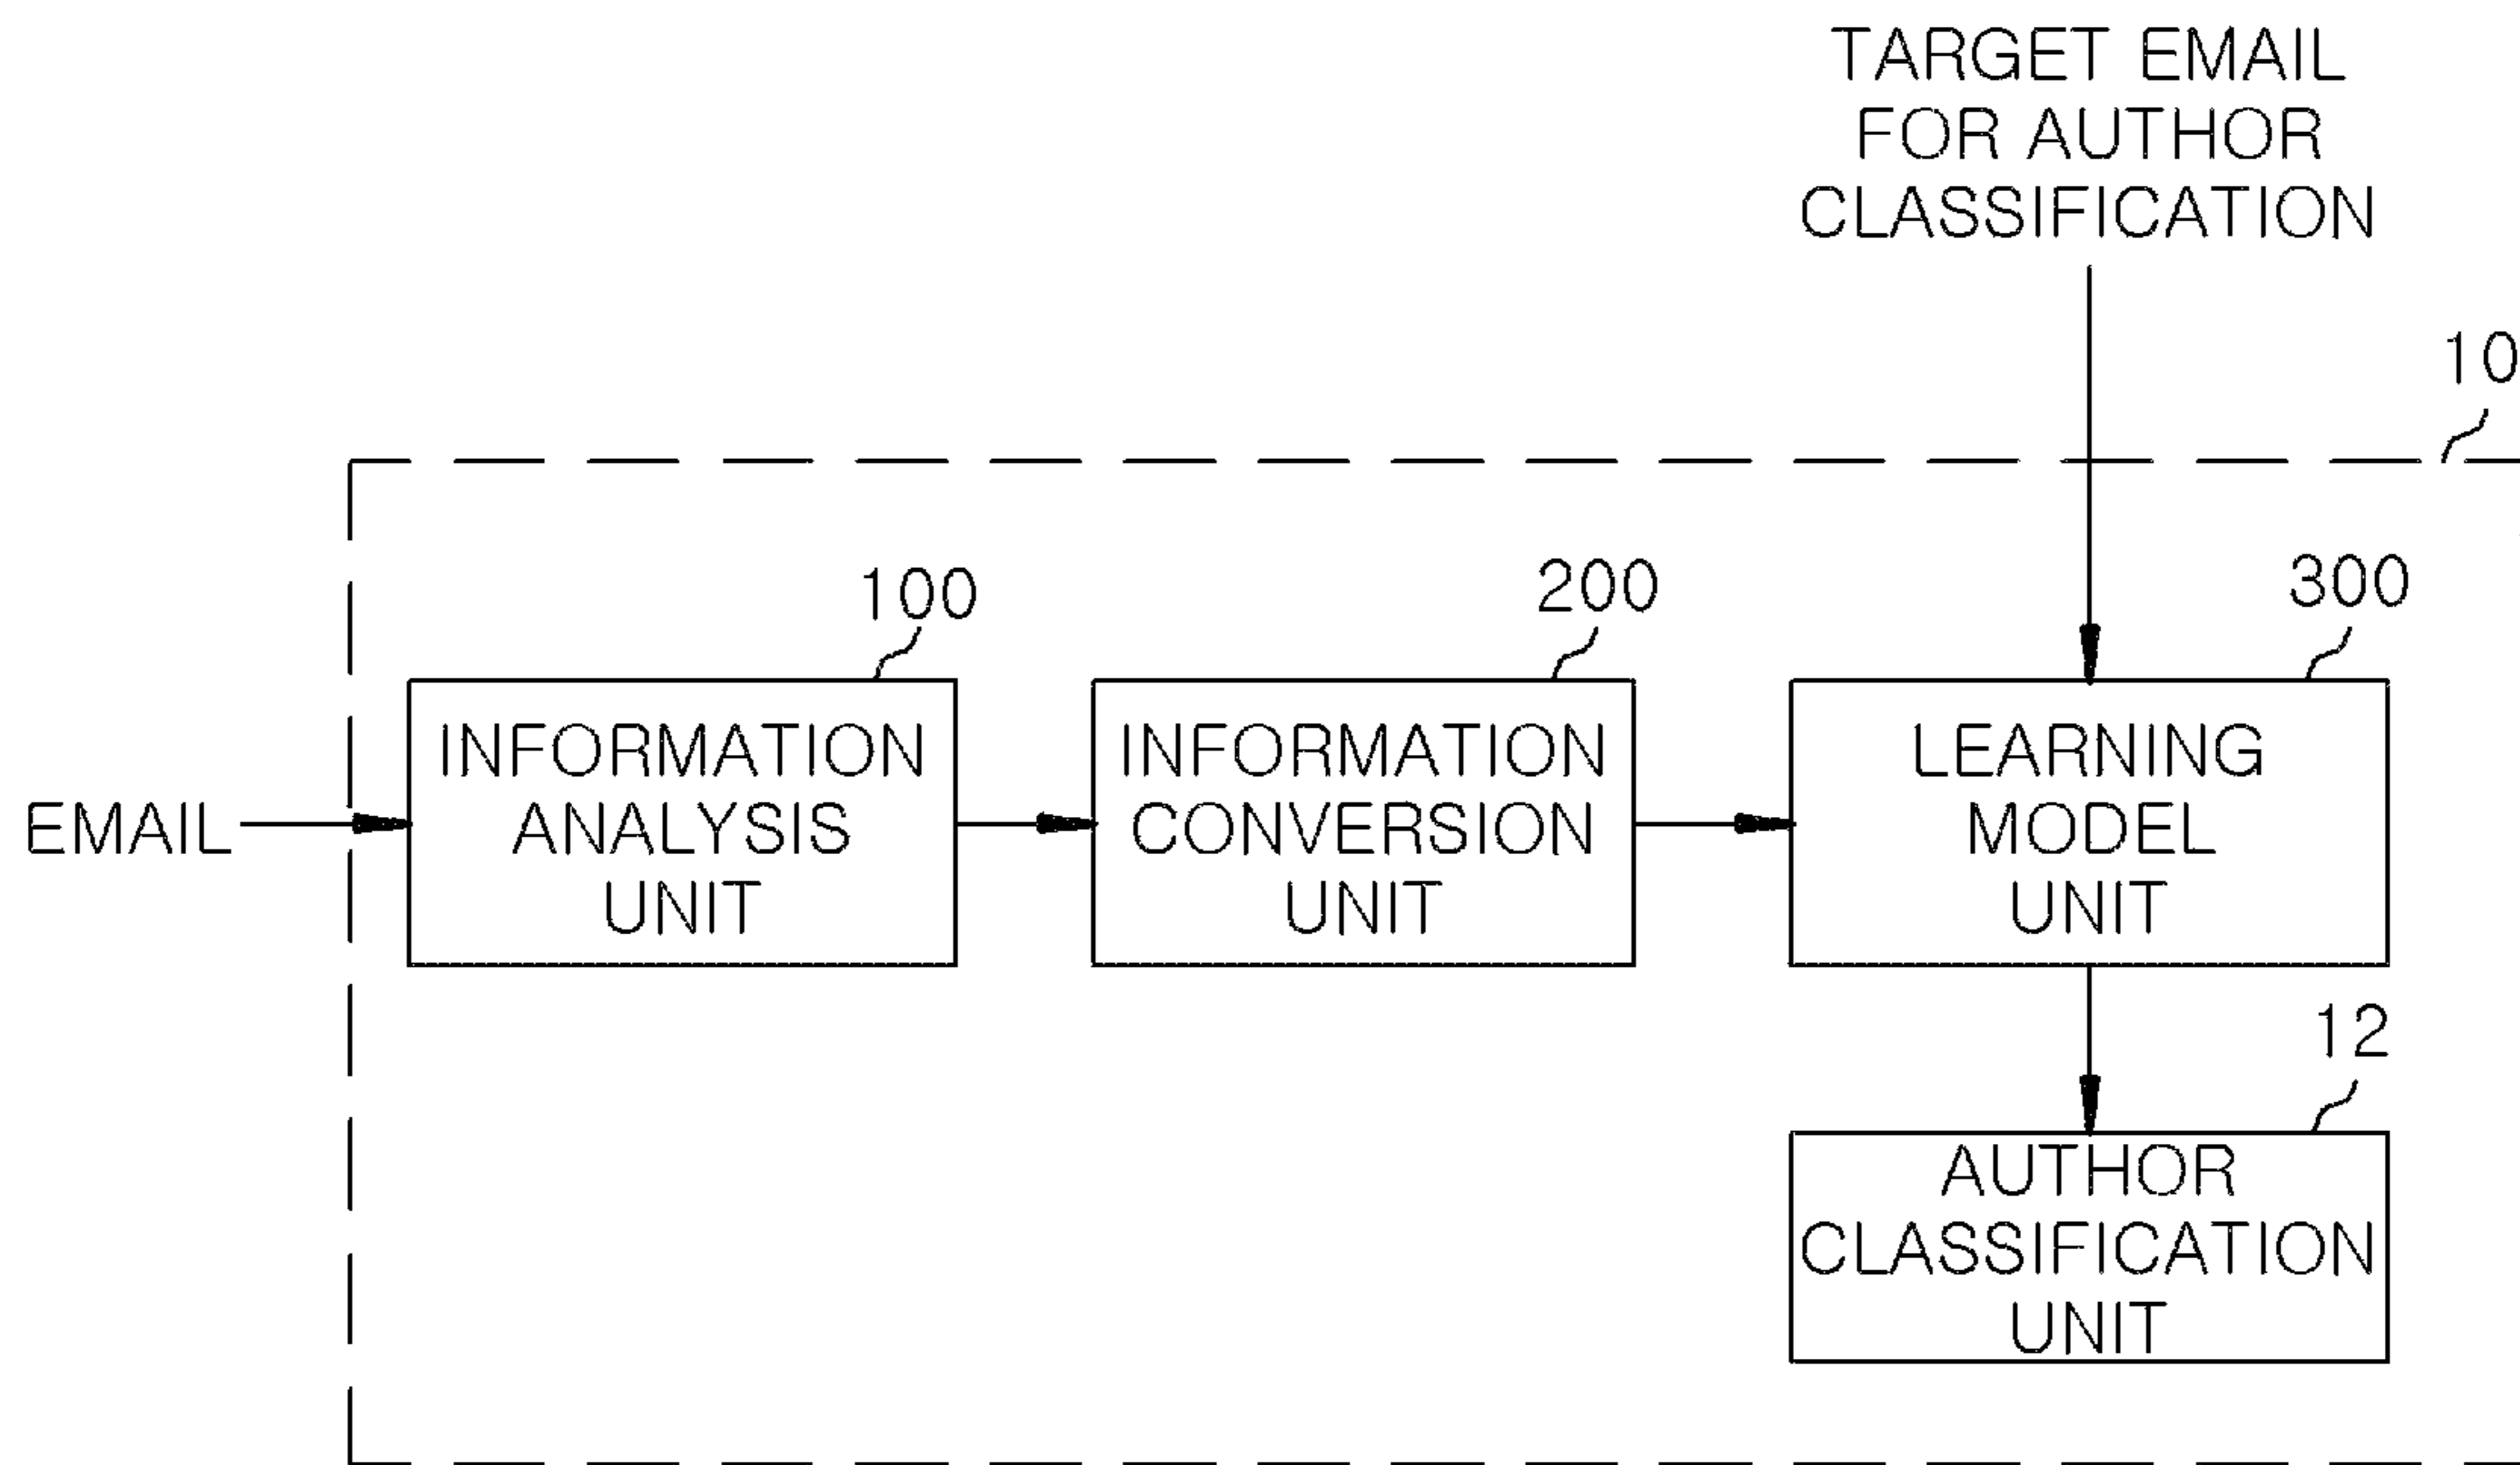 TARGET EMAIL
FOR AUTHOR
CLASSIFICATION
10
100
200
300
EMAIL
INFORMATION
ANALYSIS
UNIT
INFORMATION
CONVERSION
UNIT
LEARNING
MODEL
UNIT
12
AUTHOR
CLASSIFICATION
UNIT